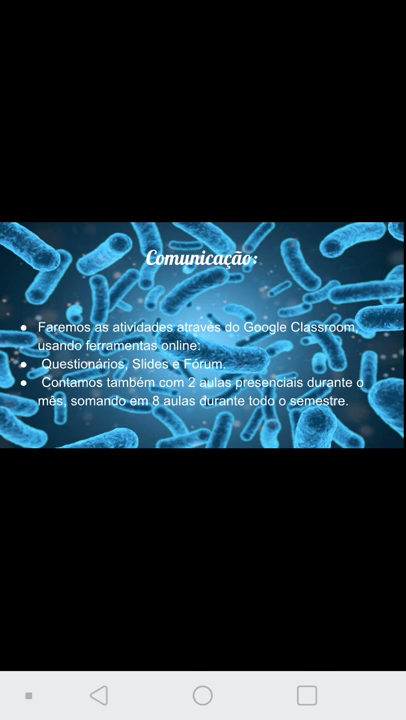 Comunicação:
● Faremos as atividades através do Google Classroom,
usando ferramentas online:
● Questionários, Slides e Fórum.
● Contamos também com 2 aulas presenciais durante o
mês, somando em 8 aulas durante todo o semestre.